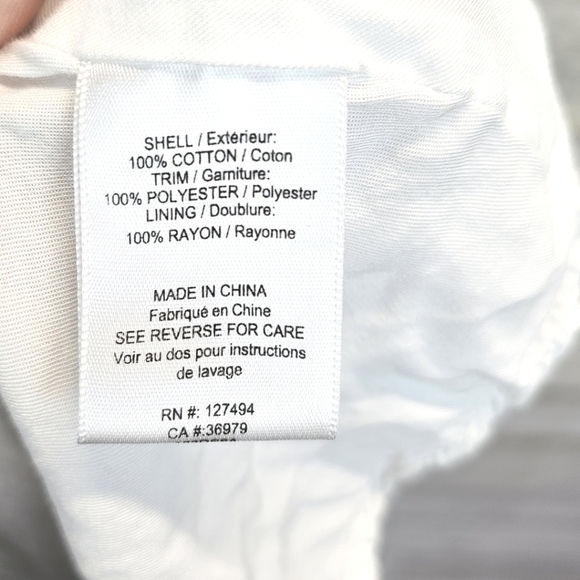 SHELL / Extérieur:
100% COTTON / Coton
TRIM / Garniture:
100% POLYESTER / Polyester
LINING / Doublure:
100% RAYON / Rayonne
MADE IN CHINA
Fabriqué en Chine
SEE REVERSE FOR CARE
Voir au dos pour instructions
de lavage
RN #: 127494
CA #:36979